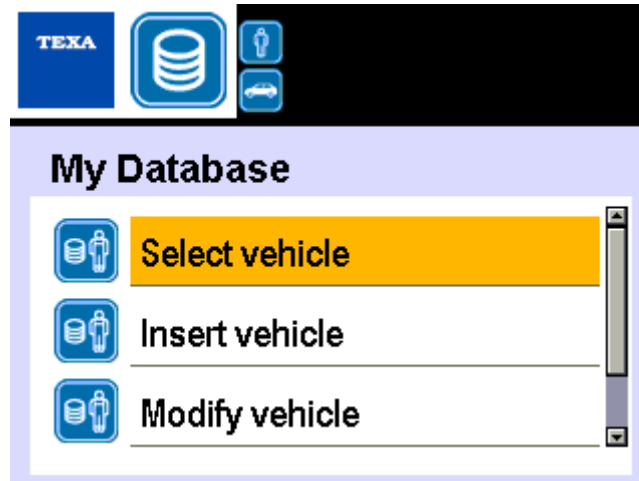 TEXA
My Database
Select vehicle
Insert vehicle
Modify vehicle